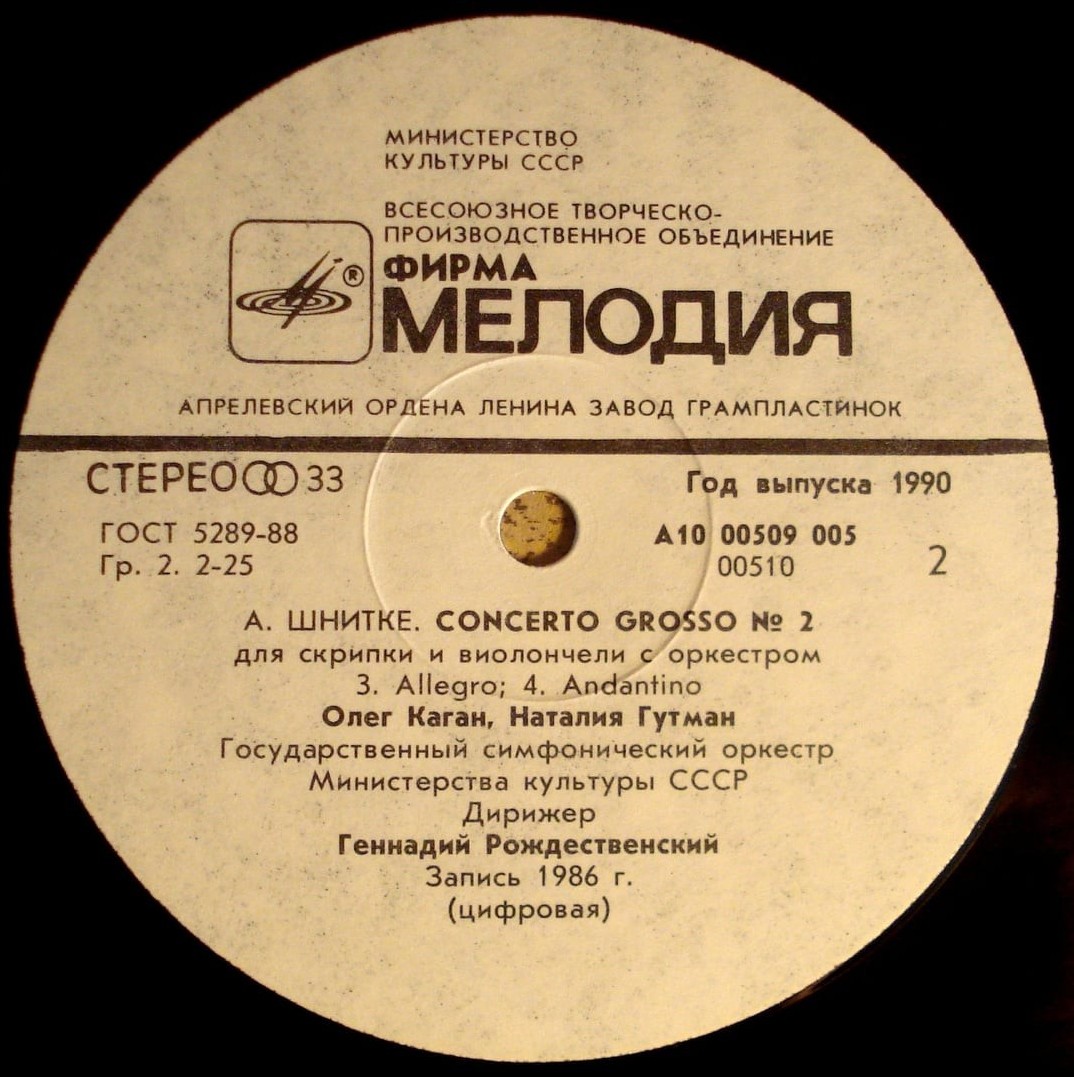 МИНИСТЕРСТВО
КУЛЬТУРЫ СССР
ВСЕСОЮЗНОЕ ТВОРЧЕСКО-
ПРОИЗВОДСТВЕННОЕ ОБЪЕДИНЕНИЕ
ФИРМА
®
МЕЛОДИЯ
АПРЕЛЕВСКИЙ ОРДЕНА ЛЕНИНА ЗАВОД ГРАМПЛАСТИНОК
СТЕРЕО 33
Год выпуска 1990
ГОСТ 5289-88
А10 00509 005
Гр. 2. 2-25
00510
2
А. ШНИТКЕ. CONCERTO GROSSO № 2
для скрипки и виолончели с оркестром
3. Allegro; 4. Andantino
Олег Каган, Наталия Гутман
Государственный симфонический оркестр
Министерства культуры СССР
Дирижер
Геннадий Рождественский
Запись 1986 г.
(цифровая)